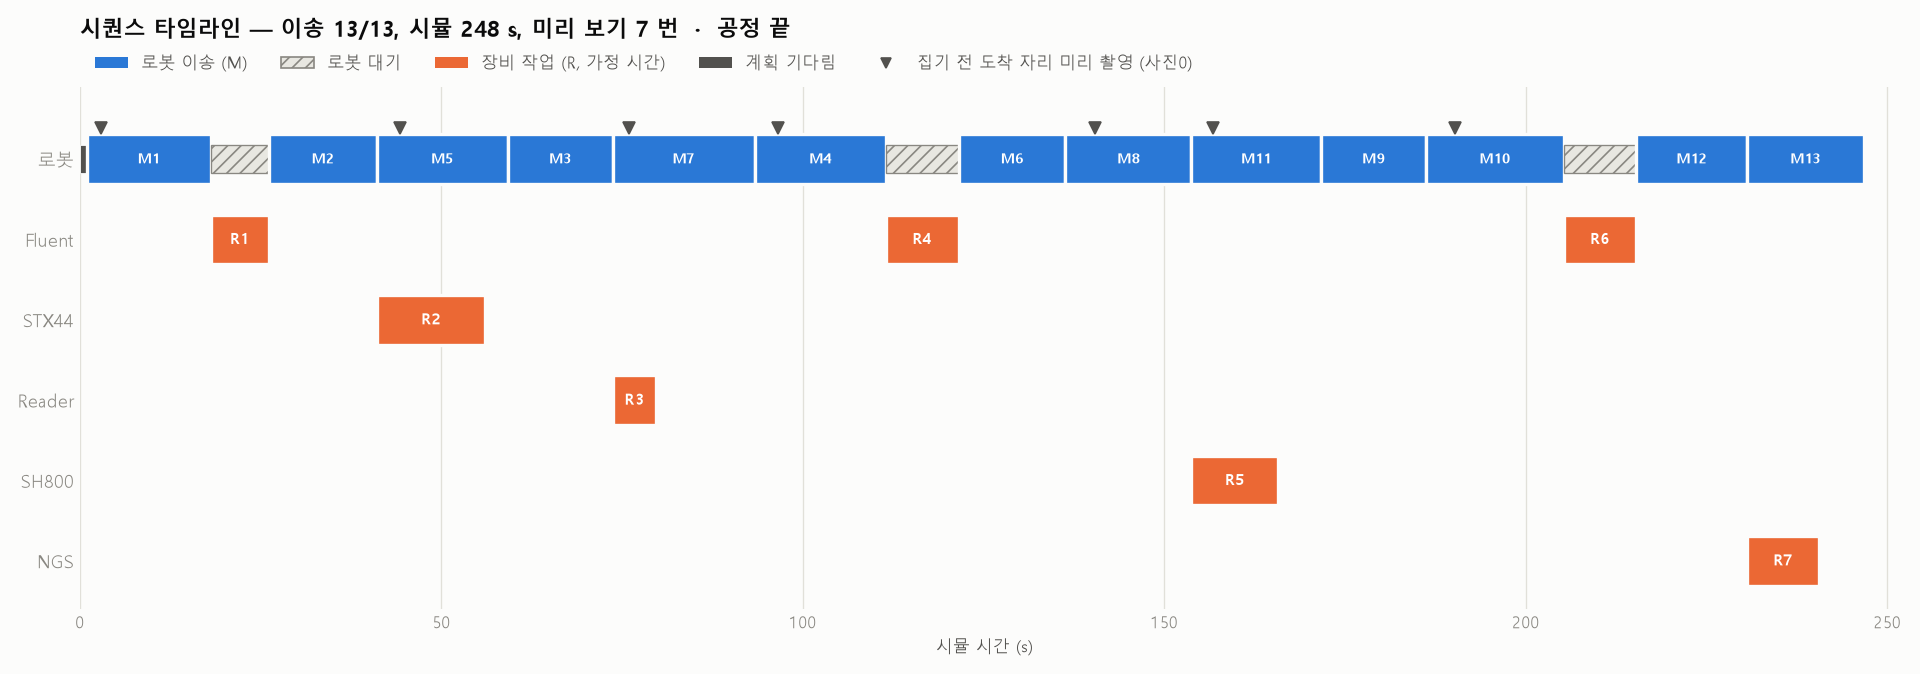 시퀀스 타임라인 — 이송 13/13, 시뮬 248 s, 미리 보기 7 번 · 공정 끝
로봇 이송 (M) 로봇 대기 장비 작업 (R, 가정 시간) 계획 기다림 집기 전 도착 자리 미리 촬영 (사진0)
로봇 M1 M2 M5 M3 M7 M4 M6 M8 M11 M9 M10 M12 M13
Fluent R1 R4 R6
STX44 R2
Reader R3
SH800 R5
NGS R7
0 50 100 150 200 250
시뮬 시간 (s)